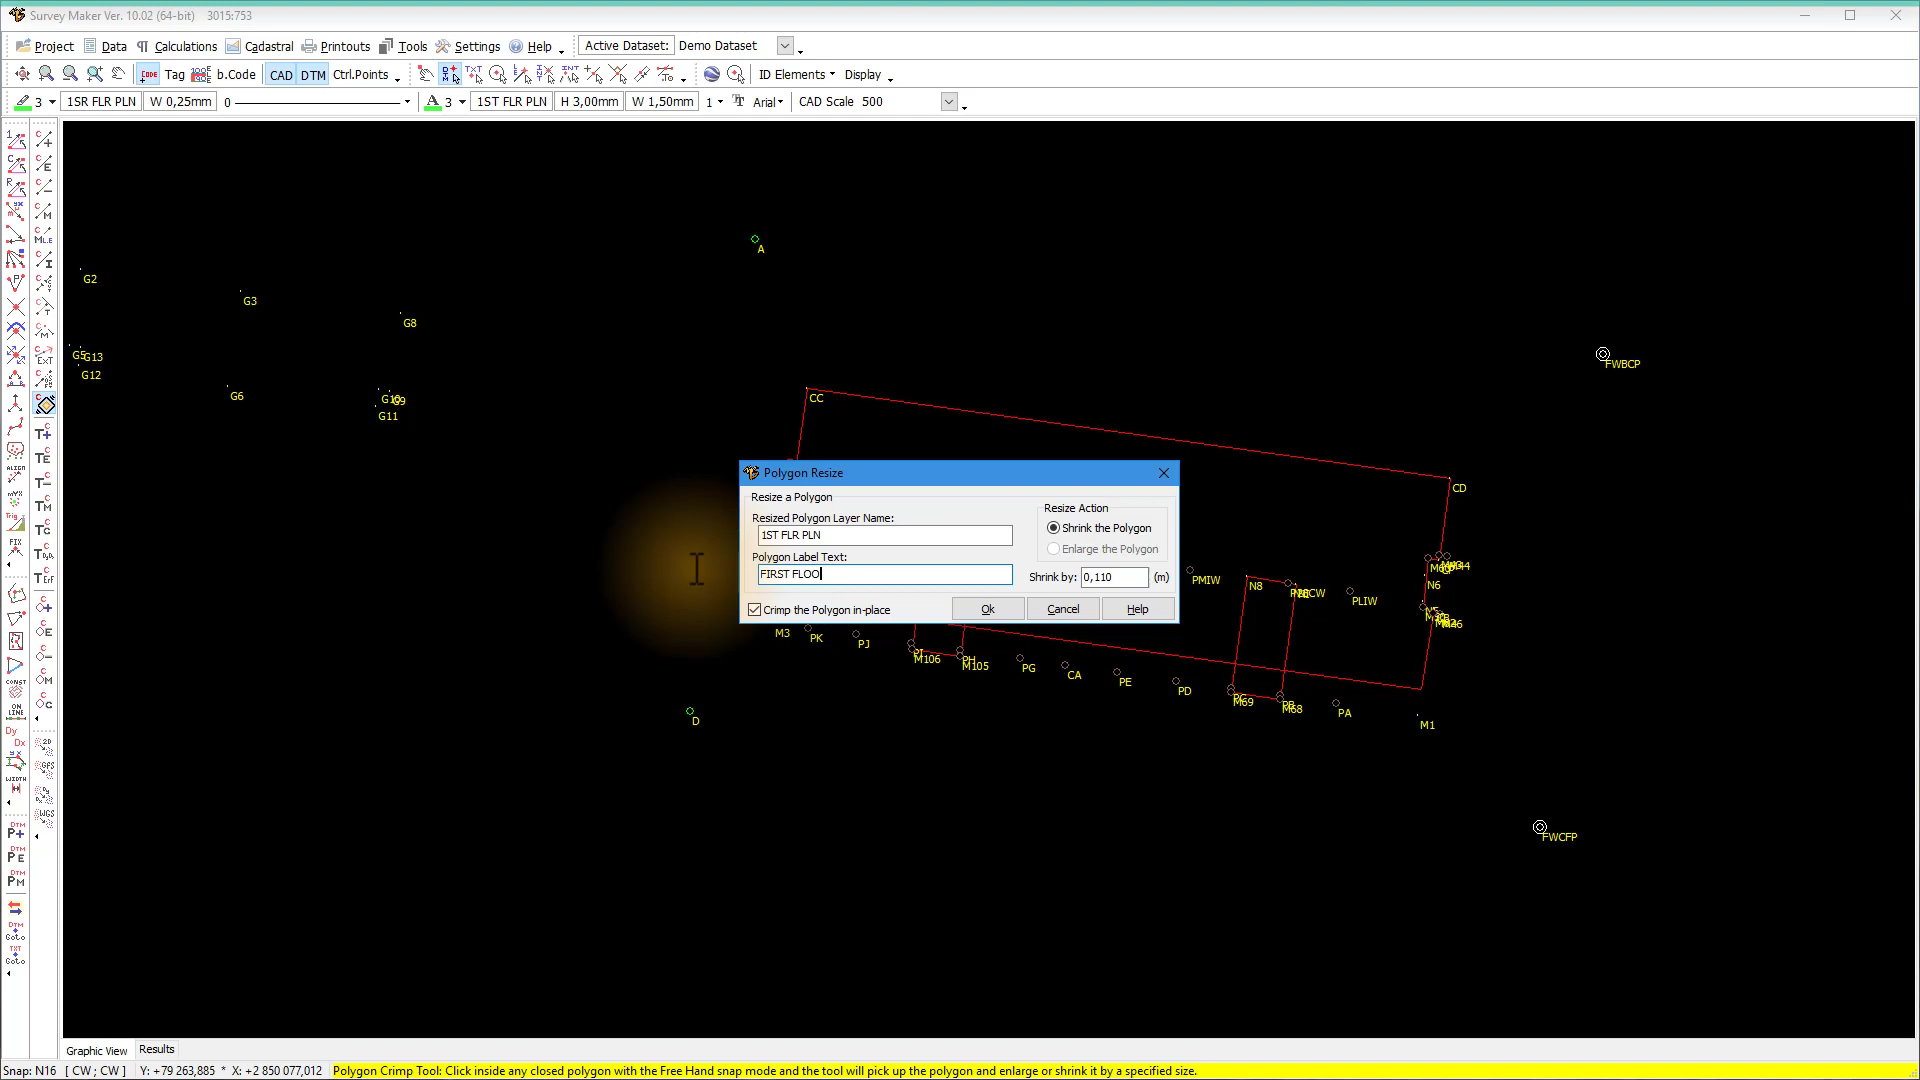 Survey Maker Ver. 10.02 (64-bit) 3015:753
Project Data Calculations Cadastral Printouts Tools Settings Help Active Dataset: Demo Dataset
CODE Tag b.Code CAD DTM Ctrl.Points ID Elements Display
3 1SR FLR PLN W 0,25mm 0 A 3 1ST FLR PLN H 3,00mm W 1,50mm 1 Arial CAD Scale 500
A
G2
G3
G8
G13
G12
G6
G9
G11
FWBCP
CC
CD
Polygon Resize
Resize a Polygon
Resized Polygon Layer Name:
1ST FLR PLN
Polygon Label Text:
FIRST FLOO
Crimp the Polygon in-place
Resize Action
Shrink the Polygon
Enlarge the Polygon
Shrink by: 0,110 (m)
Ok Cancel Help
PMIW
N8
PLIW
N6
M3
PK
PJ
M106
M105
PG
CA
PE
PD
M69
M68
PA
M1
D
FWCFP
Graphic View Results
Snap: N16 [ CW ; CW ] Y: +79 263,885 * X: +2 850 077,012 Polygon Crimp Tool: Click inside any closed polygon with the Free Hand snap mode and the tool will pick up the polygon and enlarge or shrink it by a specified size.